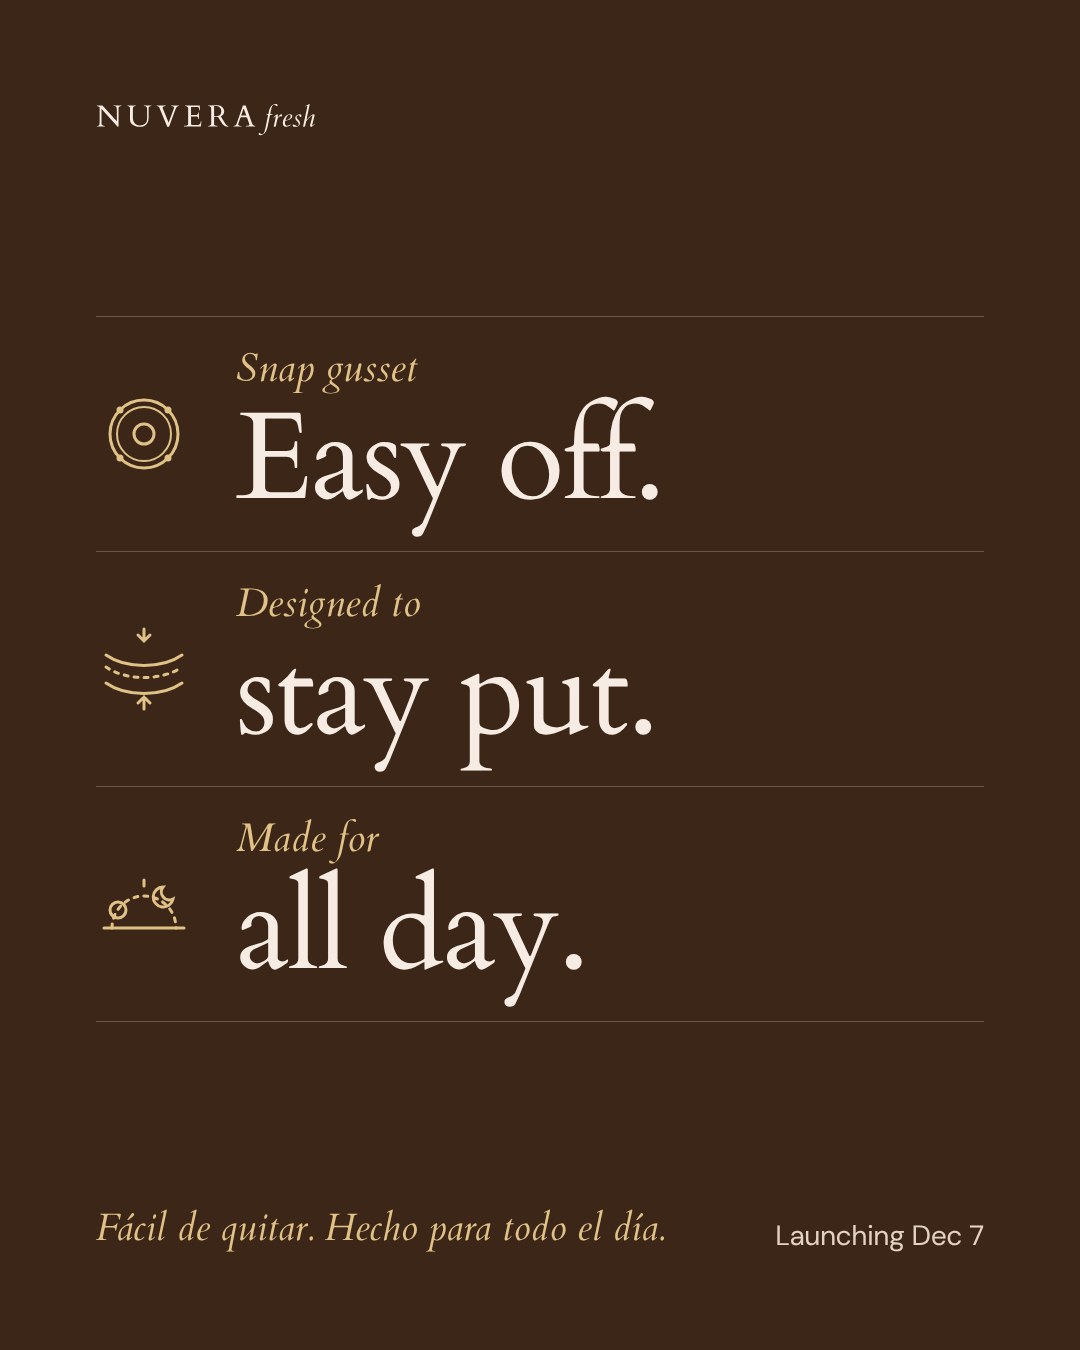 NUVERA fresh
Snap gusset
Easy off.
Designed to
stay put.
Made for
all day.
Fácil de quitar. Hecho para todo el día.
Launching Dec 7